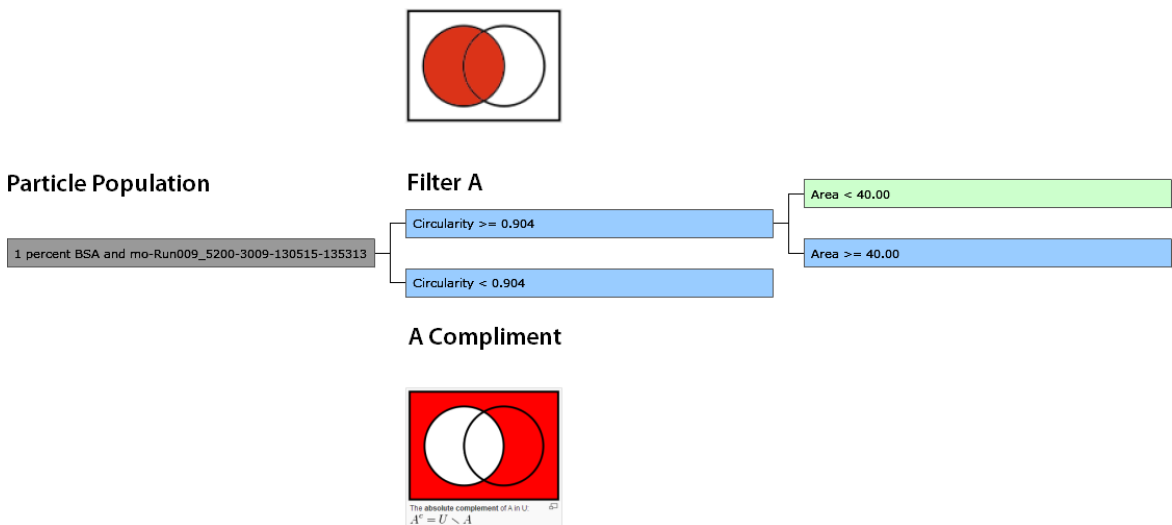 Particle Population
Filter A
Area < 40.00
Circularity >= 0.904
1 percent BSA and mo-Run009_5200-3009-130515-135313
Area >= 40.00
Circularity < 0.904
A Compliment
The absolute complement of A in U:
Aᶜ = U ∖ A